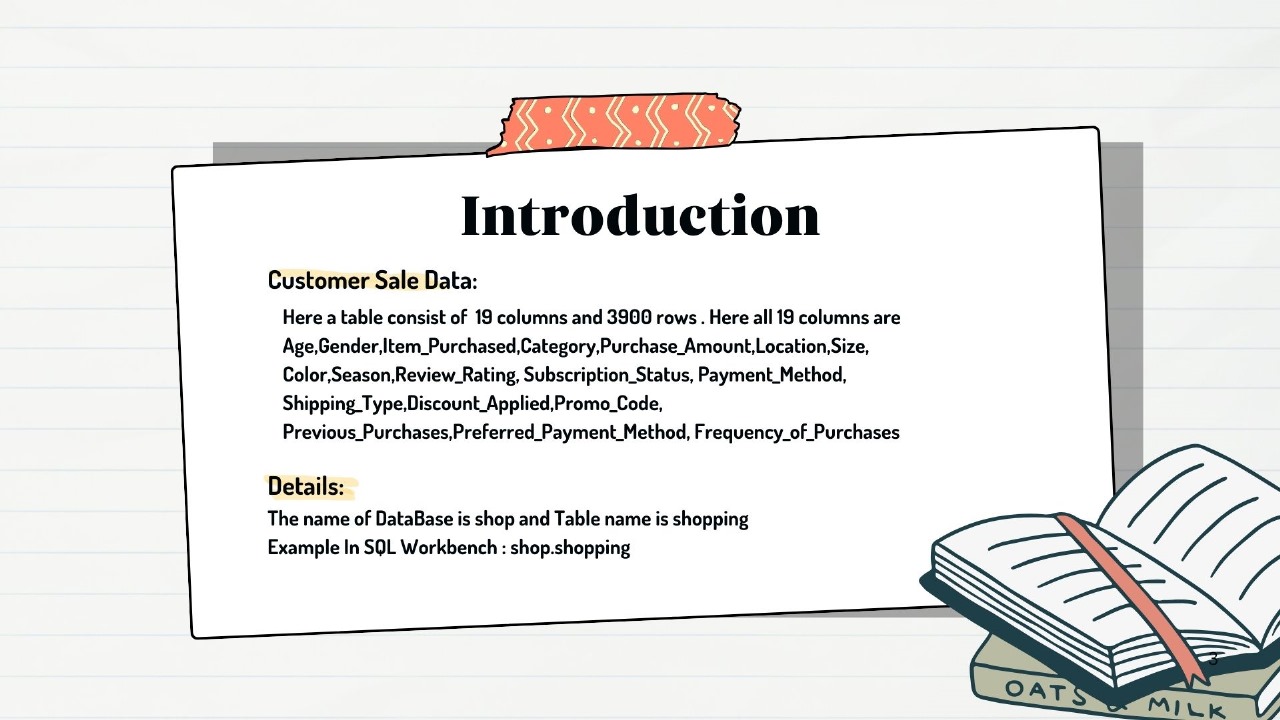 Introduction
Customer Sale Data:
Here a table consist of 19 columns and 3900 rows . Here all 19 columns are
Age,Gender,Item_Purchased,Category,Purchase_Amount,Location,Size,
Color,Season,Review_Rating, Subscription_Status, Payment_Method,
Shipping_Type,Discount_Applied,Promo_Code,
Previous_Purchases,Preferred_Payment_Method, Frequency_of_Purchases
Details:
The name of DataBase is shop and Table name is shopping
Example In SQL Workbench : shop.shopping
3
OATS & MILK